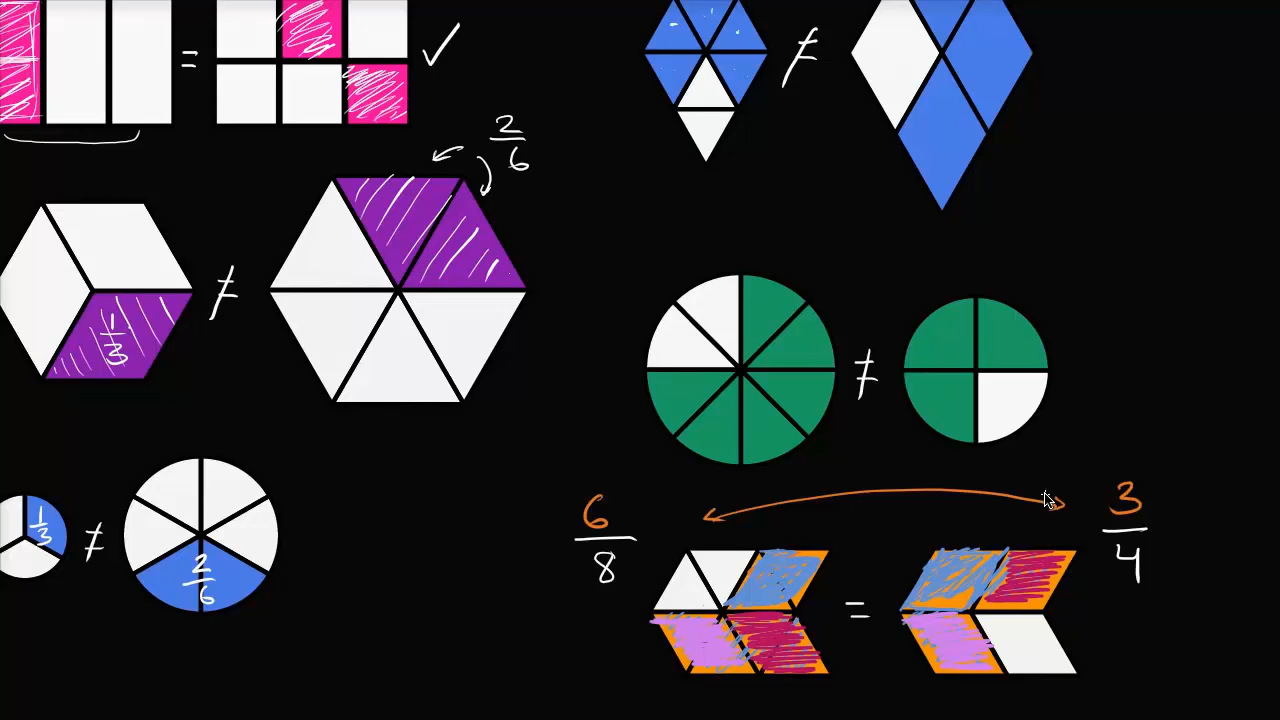 = ✓
≠
2/6
1/3 ≠
1/3 ≠ 2/6
≠
6/8 = 3/4